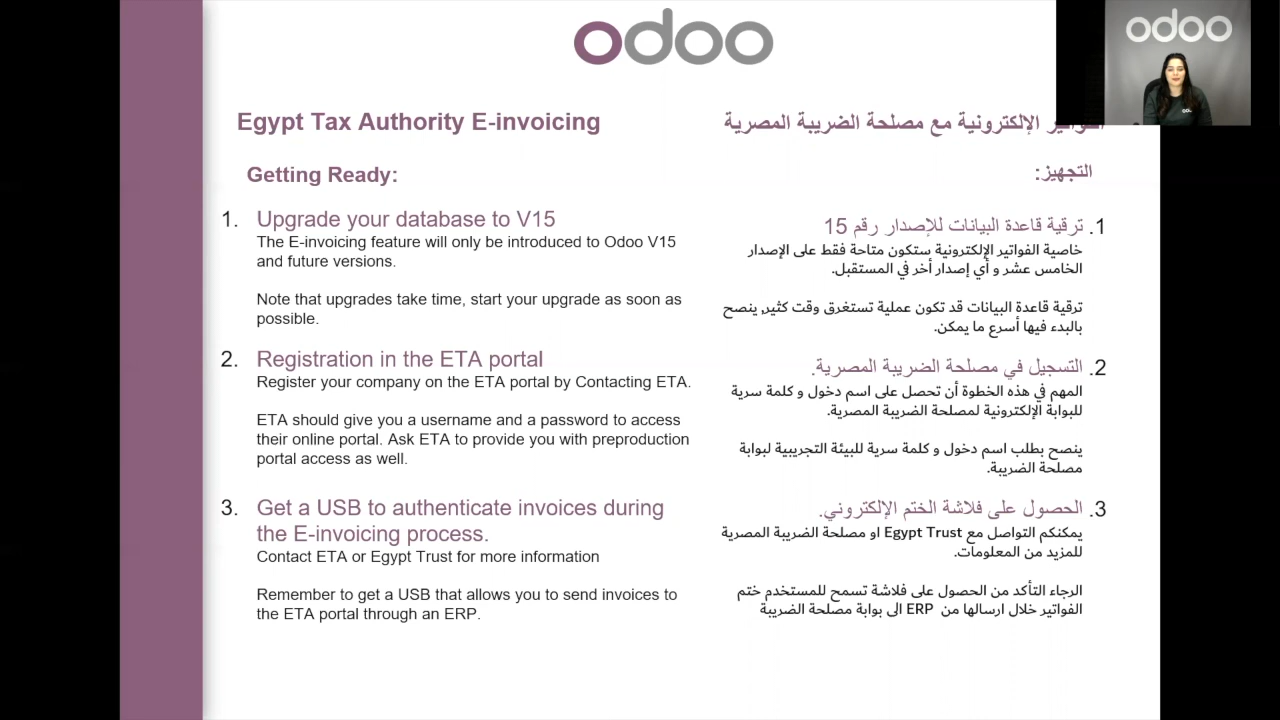 odoo
odoo
Egypt Tax Authority E-invoicing
Getting Ready:
1. Upgrade your database to V15
The E-invoicing feature will only be introduced to Odoo V15
and future versions.
Note that upgrades take time, start your upgrade as soon as
possible.
2. Registration in the ETA portal
Register your company on the ETA portal by Contacting ETA.
ETA should give you a username and a password to access
their online portal. Ask ETA to provide you with preproduction
portal access as well.
3. Get a USB to authenticate invoices during
the E-invoicing process.
Contact ETA or Egypt Trust for more information
Remember to get a USB that allows you to send invoices to
the ETA portal through an ERP.
الإلكترونية مع مصلحة الضريبة المصرية
التجهيز:
1. ترقية قاعدة البيانات للإصدار رقم 15
خاصية الفواتير الإلكترونية ستكون متاحة فقط على الإصدار
الخامس عشر و أي إصدار أخر في المستقبل.
ترقية قاعدة البيانات قد تكون عملية تستغرق وقت كثير, ينصح
بالبدء فيها أسرع ما يمكن.
2. التسجيل في مصلحة الضريبة المصرية.
المهم في هذه الخطوة أن تحصل على اسم دخول و كلمة سرية
للبوابة الإلكترونية لمصلحة الضريبة المصرية.
ينصح بطلب اسم دخول و كلمة سرية للبيئة التجريبية لبوابة
مصلحة الضريبة.
3. الحصول على فلاشة الختم الإلكتروني.
يمكنكم التواصل مع Egypt Trust او مصلحة الضريبة المصرية
للمزيد من المعلومات.
الرجاء التأكد من الحصول على فلاشة تسمح للمستخدم ختم
الفواتير خلال ارسالها من ERP الى بوابة مصلحة الضريبة